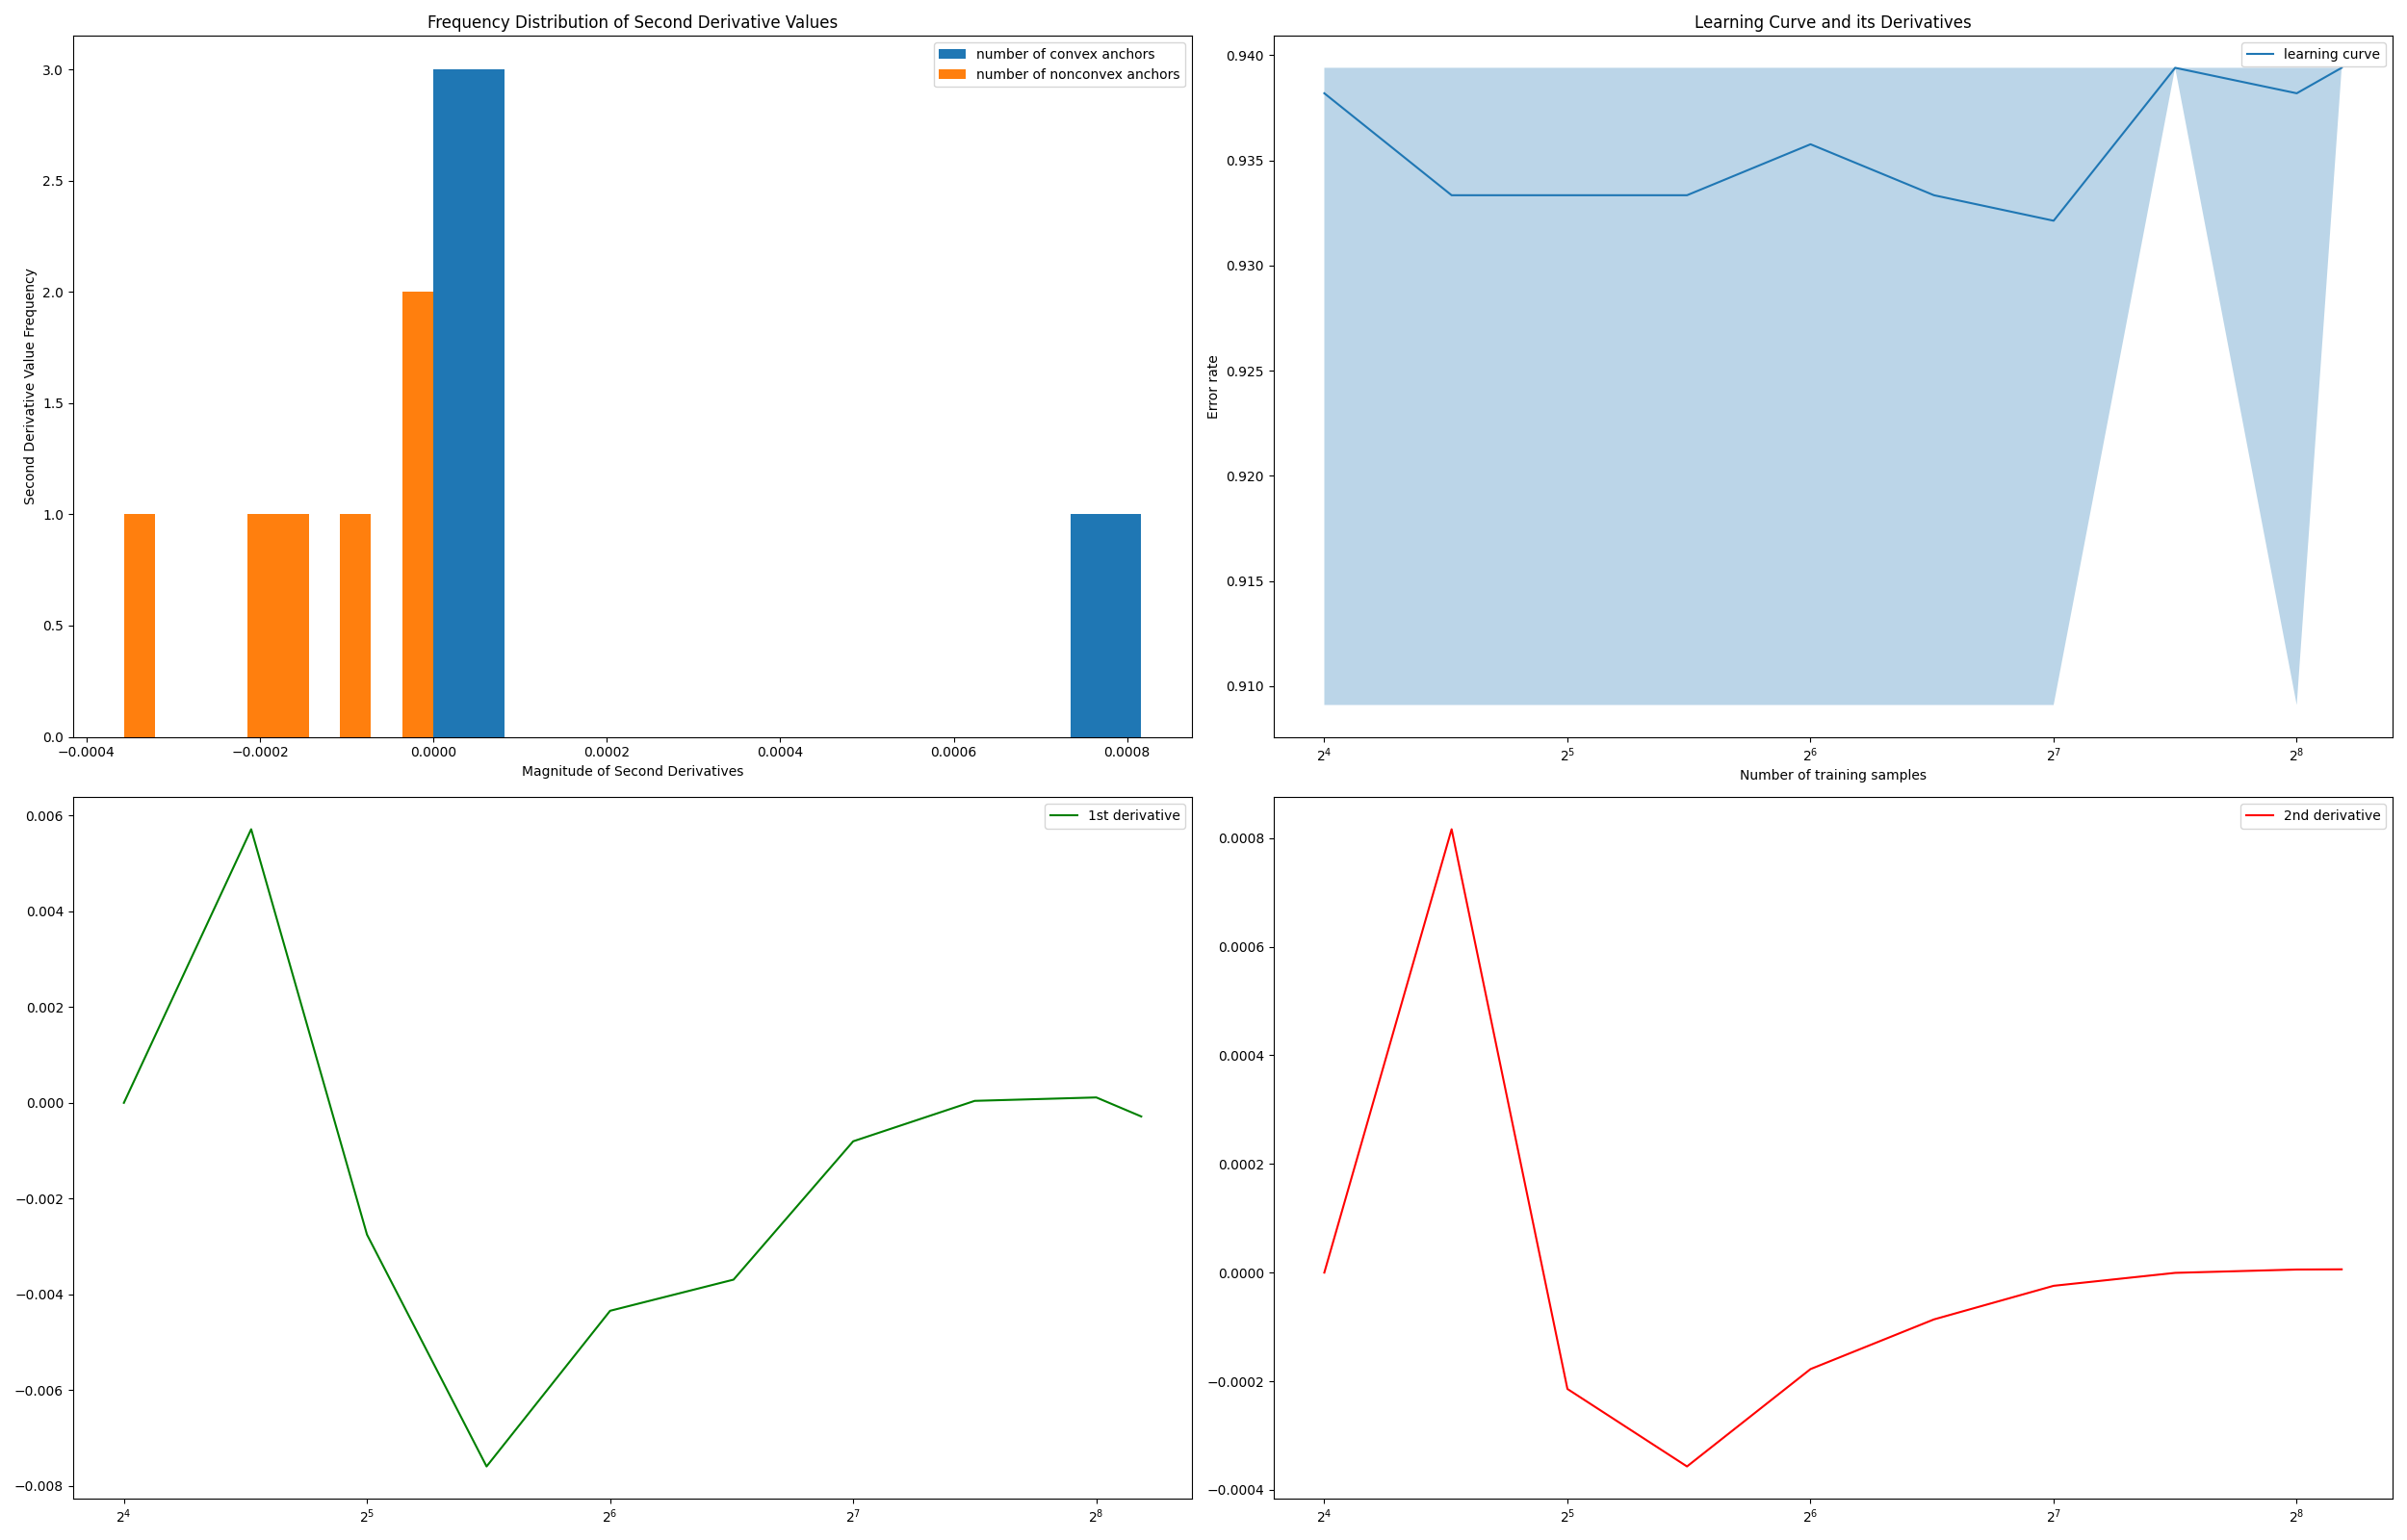 Frequency Distribution of Second Derivative Values
number of convex anchors
number of nonconvex anchors
Second Derivative Value Frequency
3.0
2.5
2.0
1.5
1.0
0.5
0.0
−0.0004 −0.0002 0.0000 0.0002 0.0004 0.0006 0.0008
Magnitude of Second Derivatives
Learning Curve and its Derivatives
learning curve
Error rate
0.940
0.935
0.930
0.925
0.920
0.915
0.910
2⁴ 2⁵ 2⁶ 2⁷ 2⁸
Number of training samples
1st derivative
0.006
0.004
0.002
0.000
−0.002
−0.004
−0.006
−0.008
2⁴ 2⁵ 2⁶ 2⁷ 2⁸
2nd derivative
0.0008
0.0006
0.0004
0.0002
0.0000
−0.0002
−0.0004
2⁴ 2⁵ 2⁶ 2⁷ 2⁸